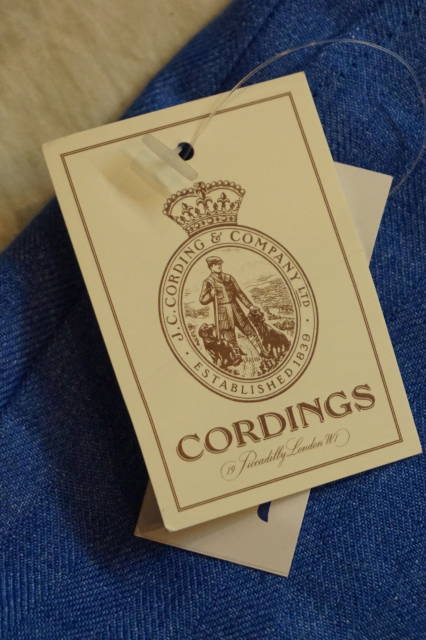 J.C. CORDING & COMPANY LTD
· ESTABLISHED 1839 ·
CORDINGS
19 Piccadilly London W1